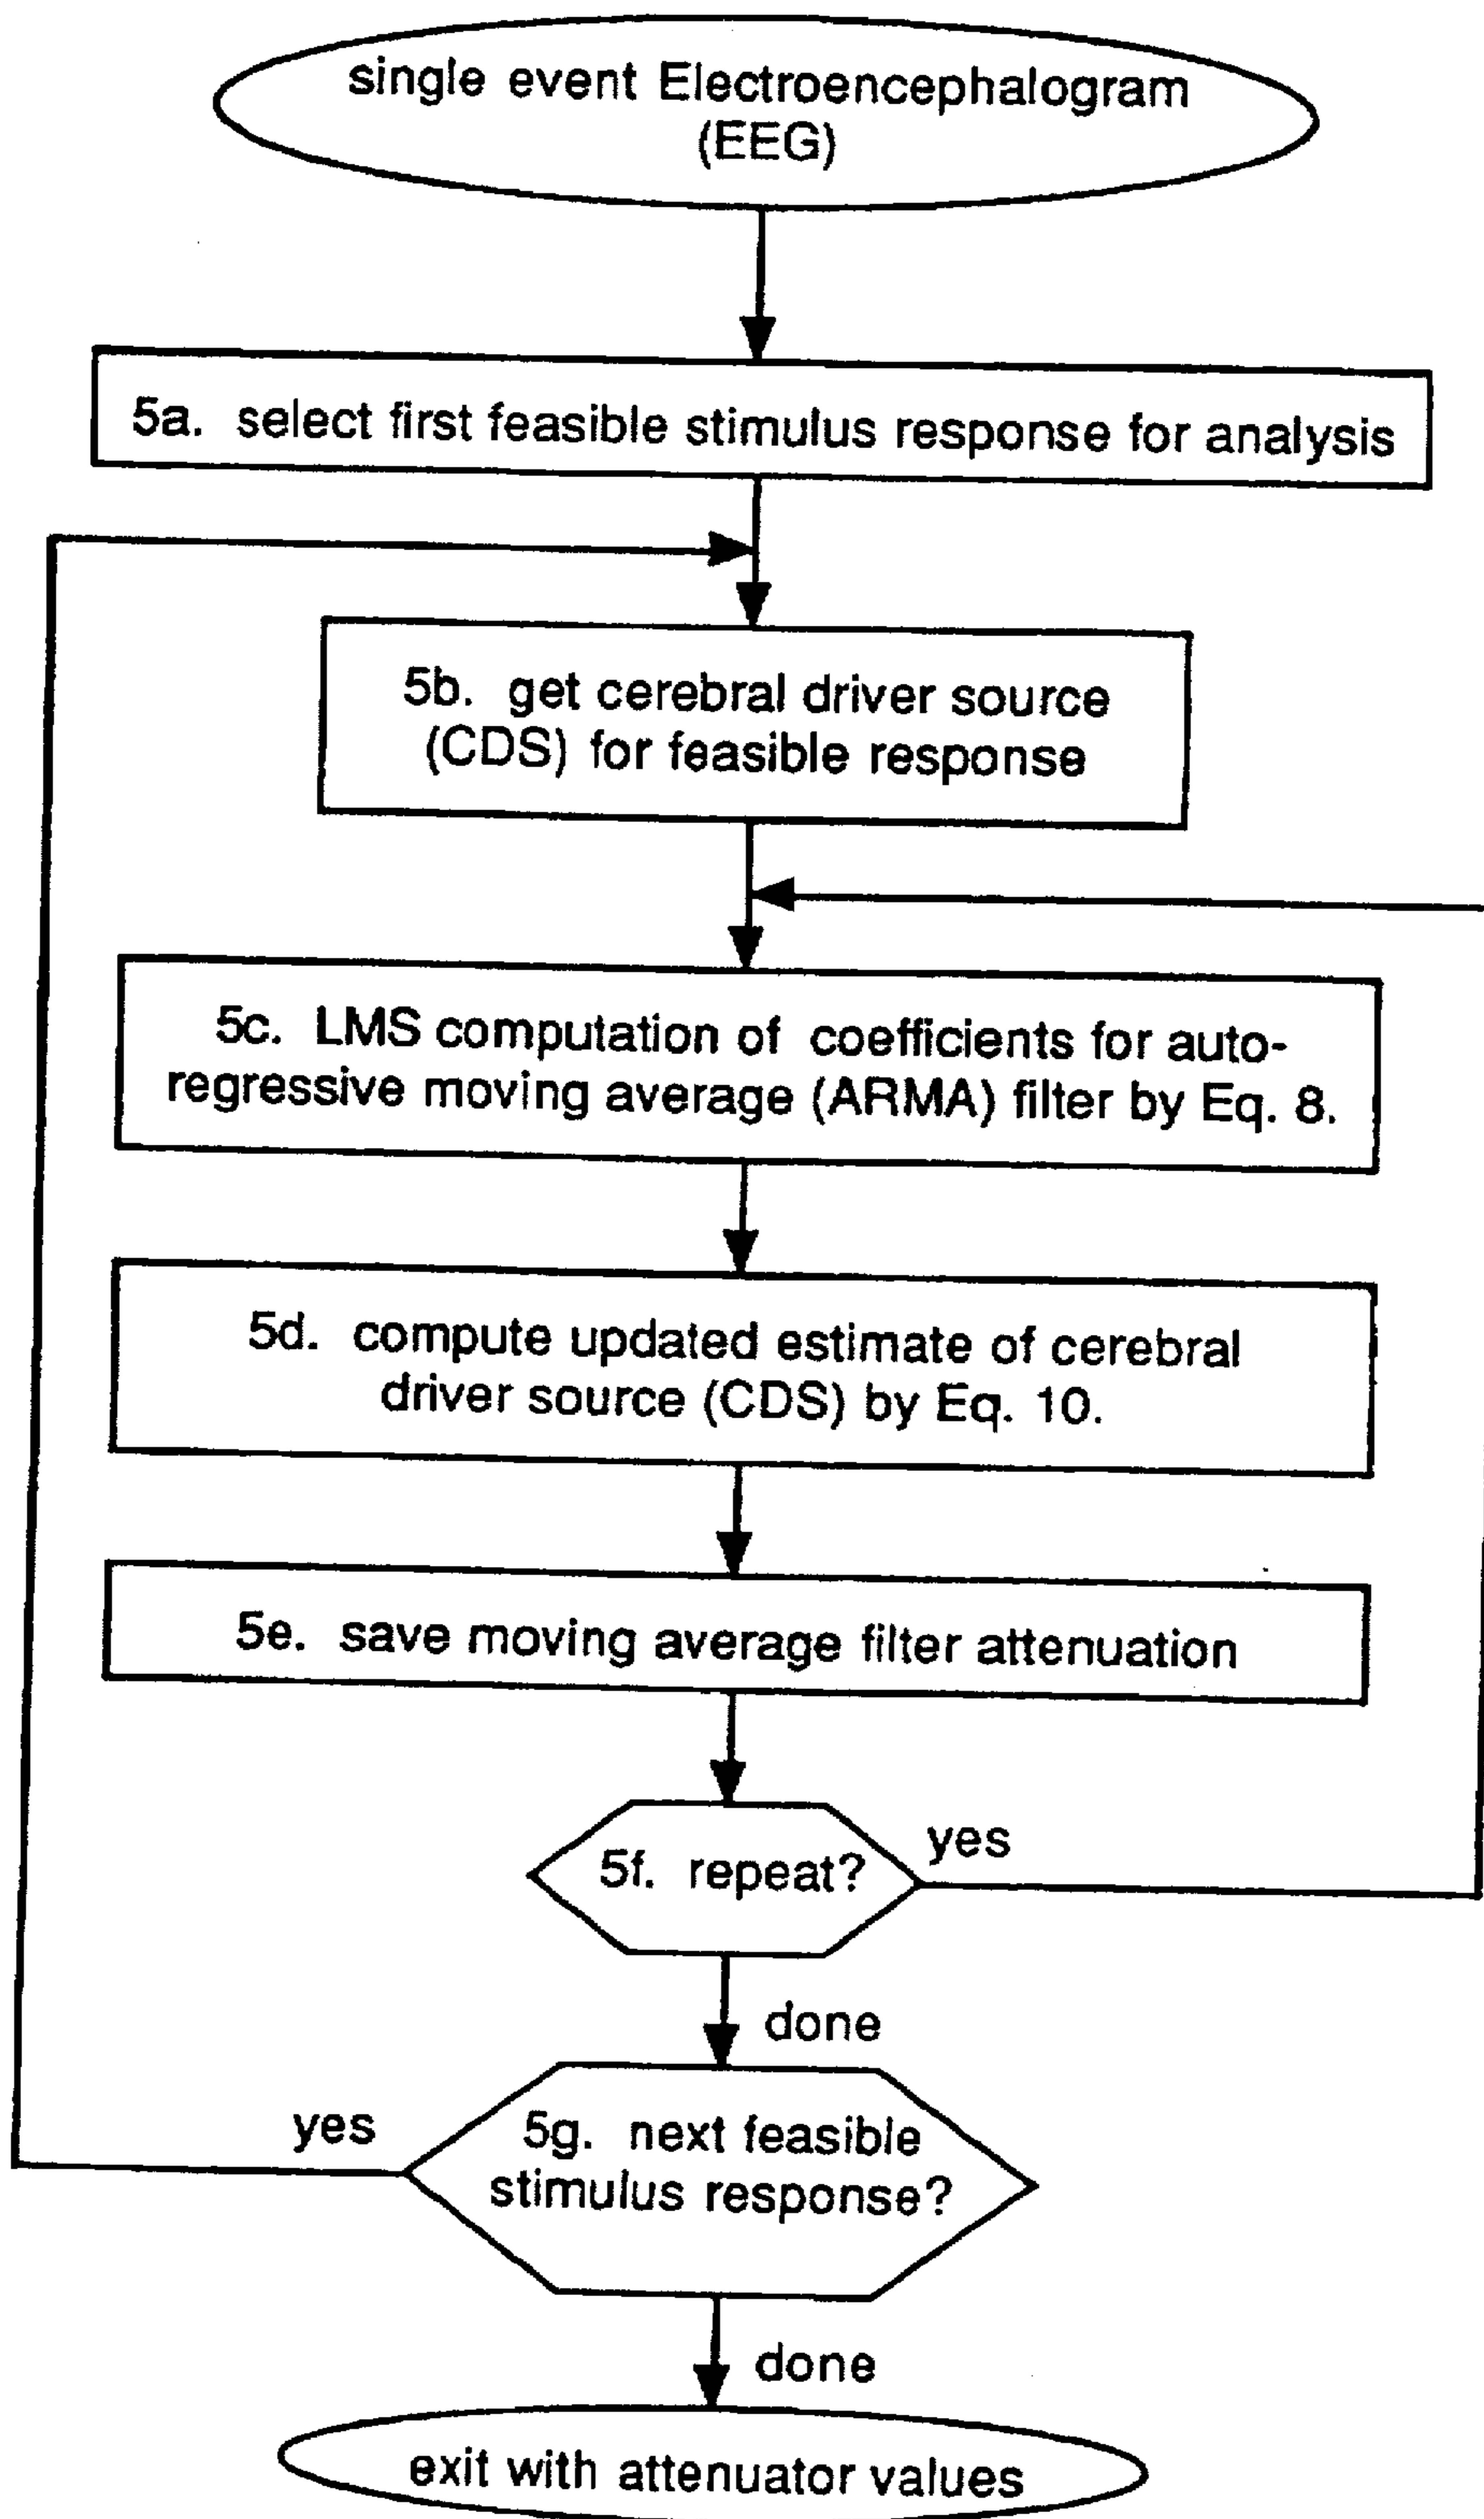 single event Electroencephalogram
(EEG)
5a. select first feasible stimulus response for analysis
5b. get cerebral driver source
(CDS) for feasible response
5c. LMS computation of coefficients for auto-
regressive moving average (ARMA) filter by Eq. 8.
5d. compute updated estimate of cerebral
driver source (CDS) by Eq. 10.
5e. save moving average filter attenuation
5f. repeat?
yes
done
5g. next feasible
stimulus response?
yes
done
exit with attenuator values